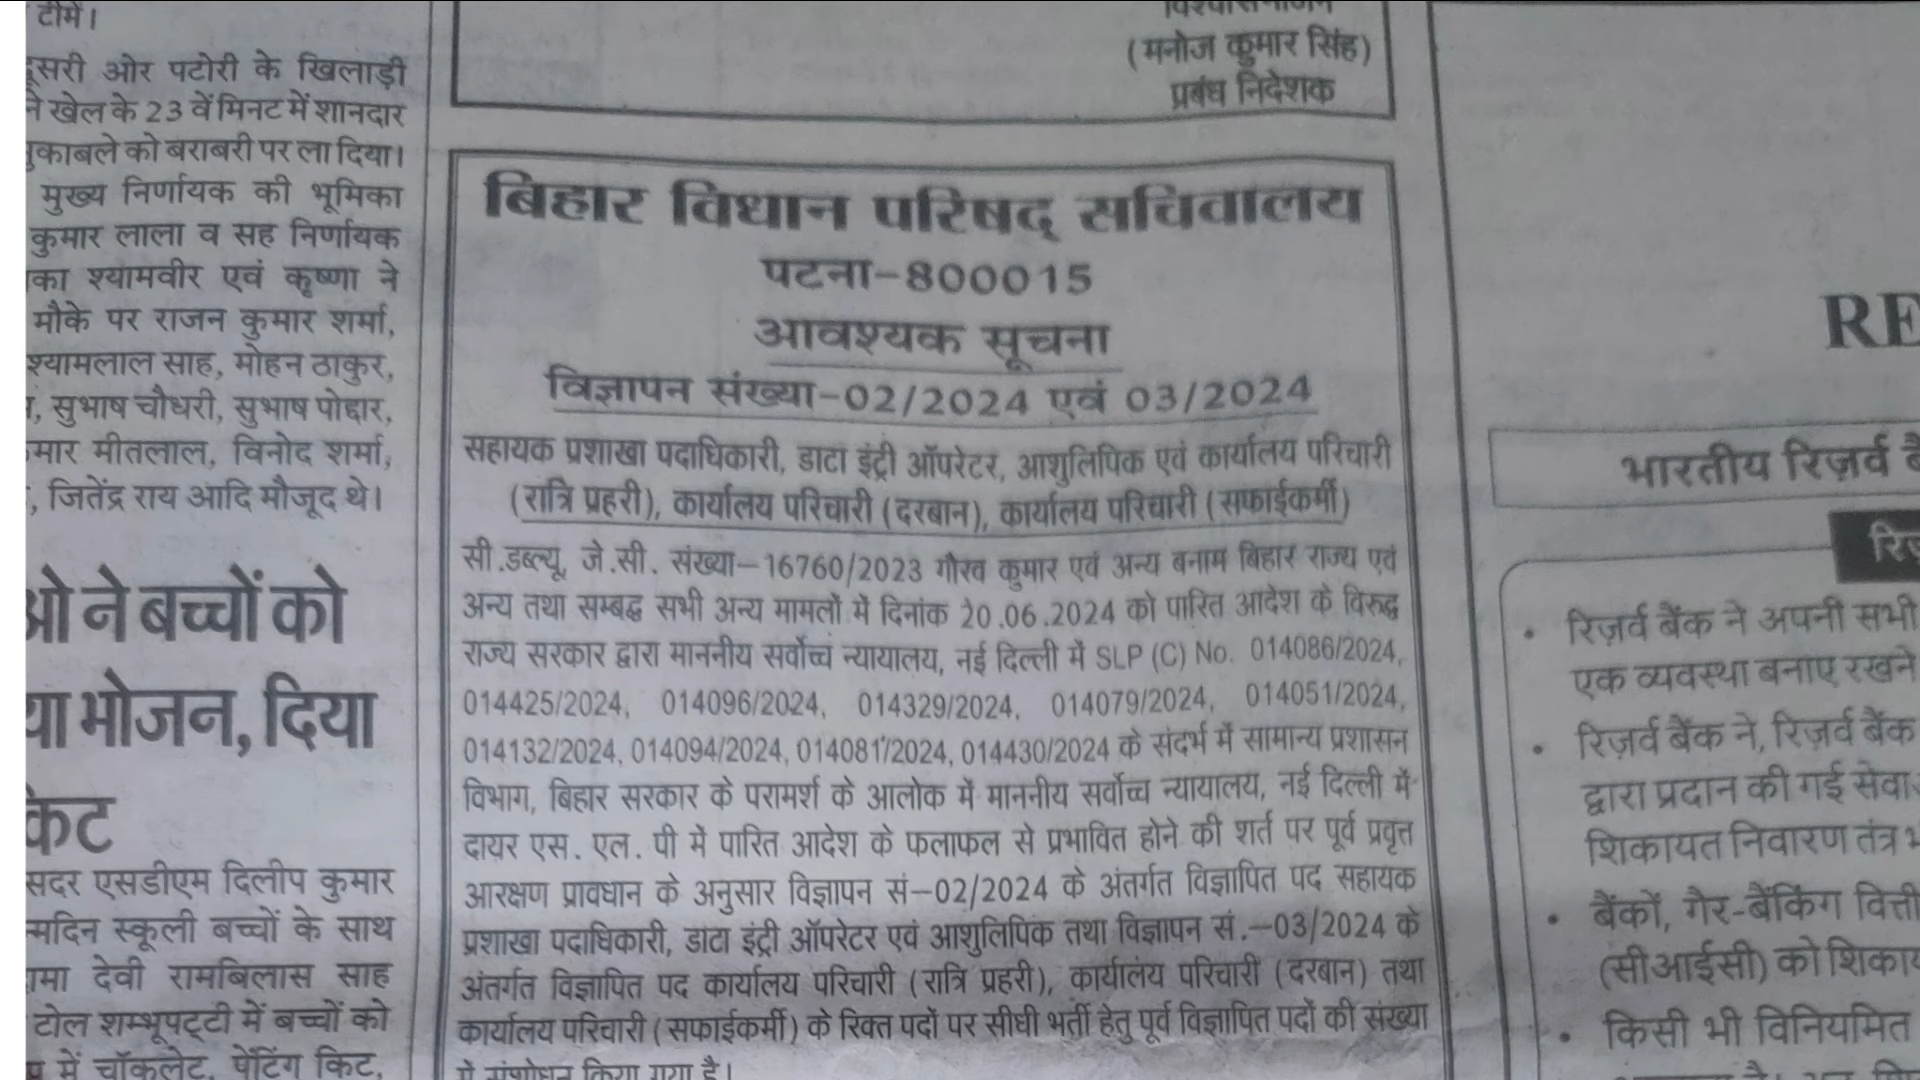 टीमें।
दूसरी ओर पटोरी के खिलाड़ी
ने खेल के 23 वें मिनट में शानदार
मुकाबले को बराबरी पर ला दिया।
मुख्य निर्णायक की भूमिका
कुमार लाला व सह निर्णायक
का श्यामवीर एवं कृष्णा ने
मौके पर राजन कुमार शर्मा,
श्यामलाल साह, मोहन ठाकुर,
, सुभाष चौधरी, सुभाष पोद्दार,
मार मीतलाल, विनोद शर्मा,
, जितेंद्र राय आदि मौजूद थे।
ओ ने बच्चों को
या भोजन, दिया
किट
सदर एसडीएम दिलीप कुमार
मदिन स्कूली बच्चों के साथ
रामा देवी रामबिलास साह
टोल शम्भूपट्टी में बच्चों को
में चॉकलेट, पेंटिंग किट,
(मनोज कुमार सिंह)
प्रबंध निदेशक
बिहार विधान परिषद् सचिवालय
पटना-800015
आवश्यक सूचना
विज्ञापन संख्या-02/2024 एवं 03/2024
सहायक प्रशाखा पदाधिकारी, डाटा इंट्री ऑपरेटर, आशुलिपिक एवं कार्यालय परिचारी
(रात्रि प्रहरी), कार्यालय परिचारी (दरबान), कार्यालय परिचारी (सफाईकर्मी)
सी.डब्ल्यू. जे.सी. संख्या-16760/2023 गौरव कुमार एवं अन्य बनाम बिहार राज्य एवं
अन्य तथा सम्बद्ध सभी अन्य मामलों में दिनांक 20.06.2024 को पारित आदेश के विरुद्ध
राज्य सरकार द्वारा माननीय सर्वोच्च न्यायालय, नई दिल्ली में SLP (C) No. 014086/2024,
014425/2024, 014096/2024, 014329/2024, 014079/2024, 014051/2024,
014132/2024, 014094/2024, 014081/2024, 014430/2024 के संदर्भ में सामान्य प्रशासन
विभाग, बिहार सरकार के परामर्श के आलोक में माननीय सर्वोच्च न्यायालय, नई दिल्ली में
दायर एस. एल. पी में पारित आदेश के फलाफल से प्रभावित होने की शर्त पर पूर्व प्रवृत्त
आरक्षण प्रावधान के अनुसार विज्ञापन सं-02/2024 के अंतर्गत विज्ञापित पद सहायक
प्रशाखा पदाधिकारी, डाटा इंट्री ऑपरेटर एवं आशुलिपिक तथा विज्ञापन सं.-03/2024 के
अंतर्गत विज्ञापित पद कार्यालय परिचारी (रात्रि प्रहरी), कार्यालय परिचारी (दरबान) तथा
कार्यालय परिचारी (सफाईकर्मी) के रिक्त पदों पर सीधी भर्ती हेतु पूर्व विज्ञापित पदों की संख्या
में संशोधन किया गया है।
RE
भारतीय रिज़र्व बै
रिज़
• रिज़र्व बैंक ने अपनी सभी
एक व्यवस्था बनाए रखने
• रिज़र्व बैंक ने, रिज़र्व बैंक
द्वारा प्रदान की गई सेवा
शिकायत निवारण तंत्र
• बैंकों, गैर-बैंकिंग वित्ती
(सीआईसी) को शिकाय
• किसी भी विनियमित